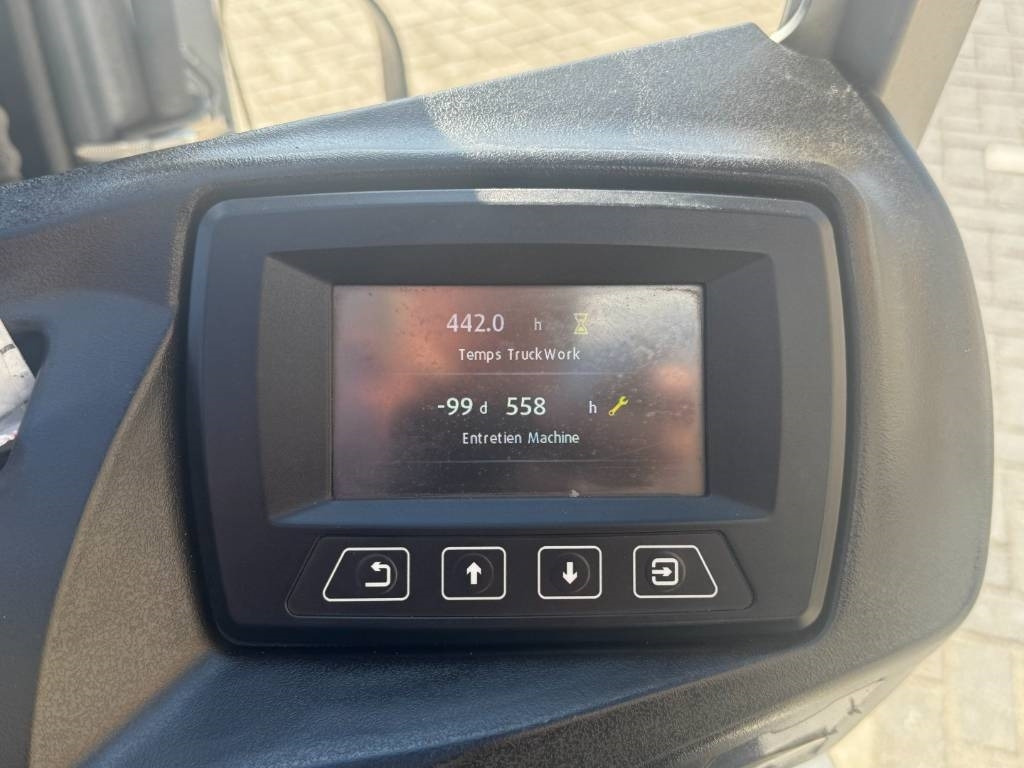 442.0 h
Temps TruckWork
-99 d 558 h
Entretien Machine